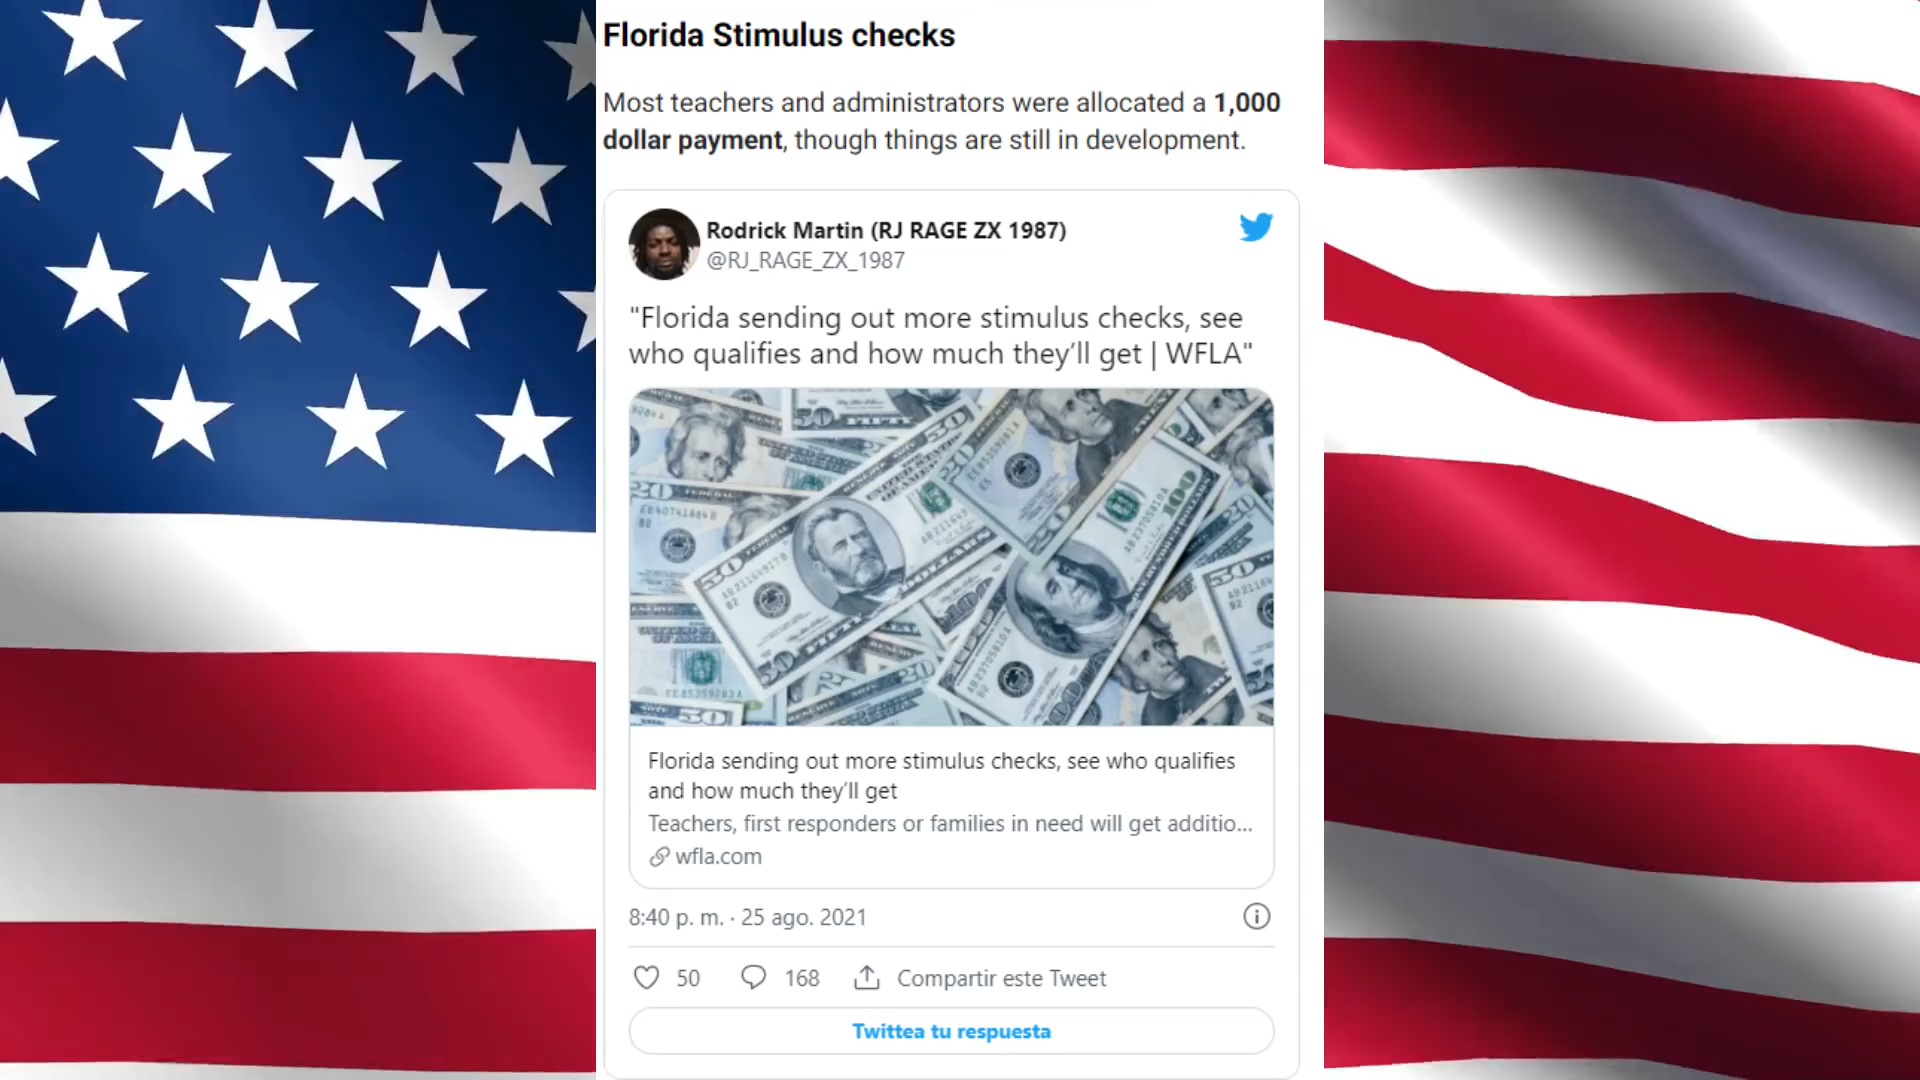 Florida Stimulus checks
Most teachers and administrators were allocated a 1,000
dollar payment, though things are still in development.
Rodrick Martin (RJ RAGE ZX 1987)
@RJ_RAGE_ZX_1987
"Florida sending out more stimulus checks, see
who qualifies and how much they’ll get | WFLA"
Florida sending out more stimulus checks, see who qualifies
and how much they’ll get
Teachers, first responders or families in need will get additio...
wfla.com
8:40 p. m. · 25 ago. 2021
50 168 Compartir este Tweet
Twittea tu respuesta